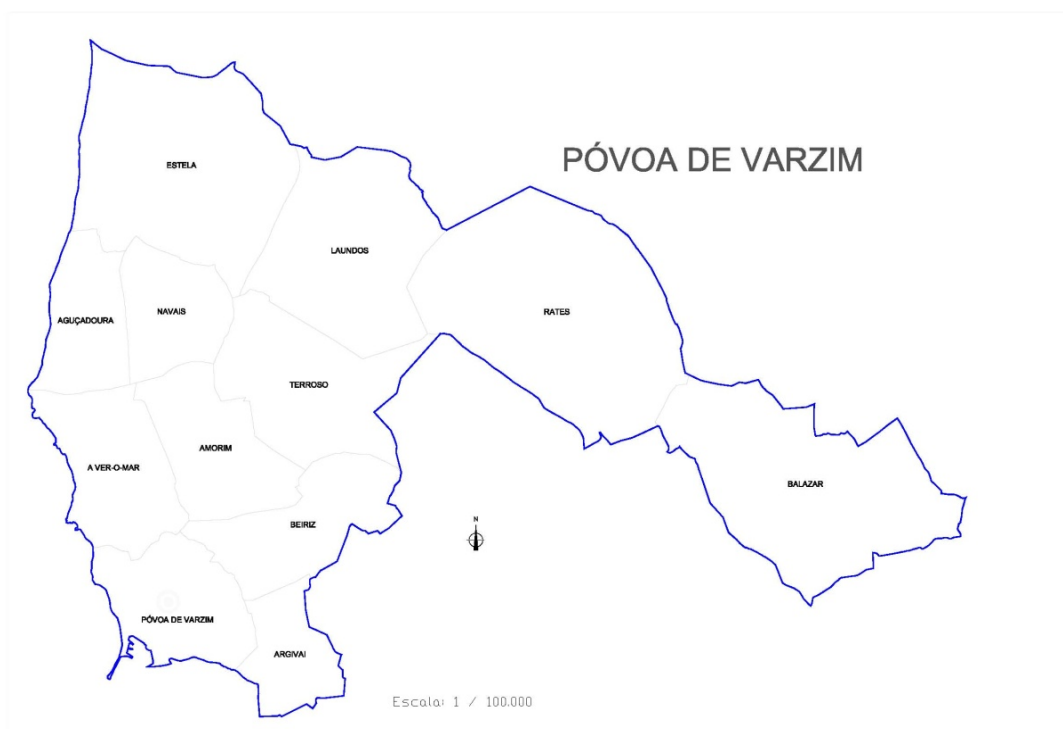 PÓVOA DE VARZIM
ESTELA
LAUNDOS
AGUÇADOURA
NAVAIS
RATES
TERROSO
A VER-O-MAR
AMORIM
BALAZAR
BEIRIZ
N
PÓVOA DE VARZIM
ARGIVAI
Escala: 1 / 100.000